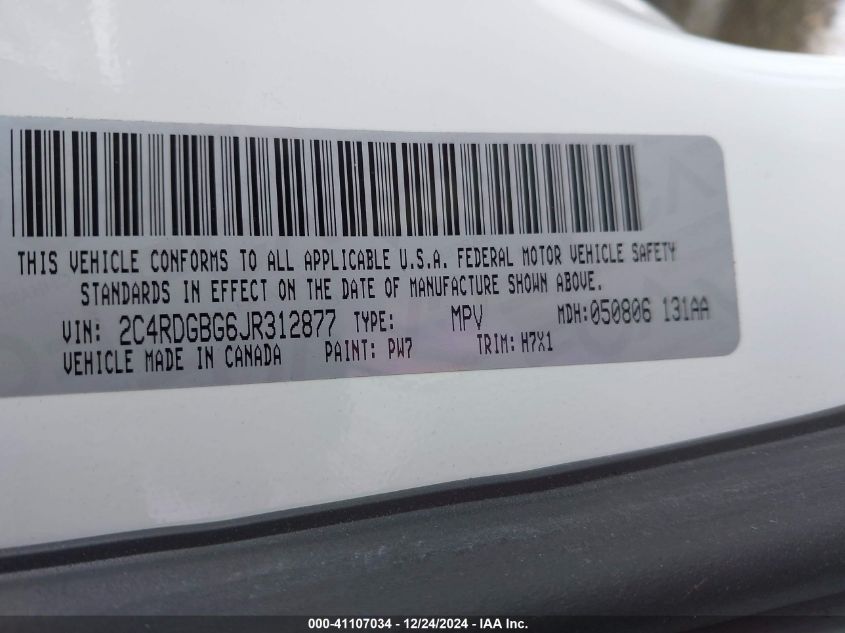 THIS VEHICLE CONFORMS TO ALL APPLICABLE U.S.A. FEDERAL MOTOR VEHICLE SAFETY
STANDARDS IN EFFECT ON THE DATE OF MANUFACTURE SHOWN ABOVE.
VIN: 2C4RDGBG6JR312877 TYPE: MPV MDH:050806 131AA
VEHICLE MADE IN CANADA PAINT: PW7 TRIM: H7X1
000-41107034 / 12/24/2024 - IAA Inc.